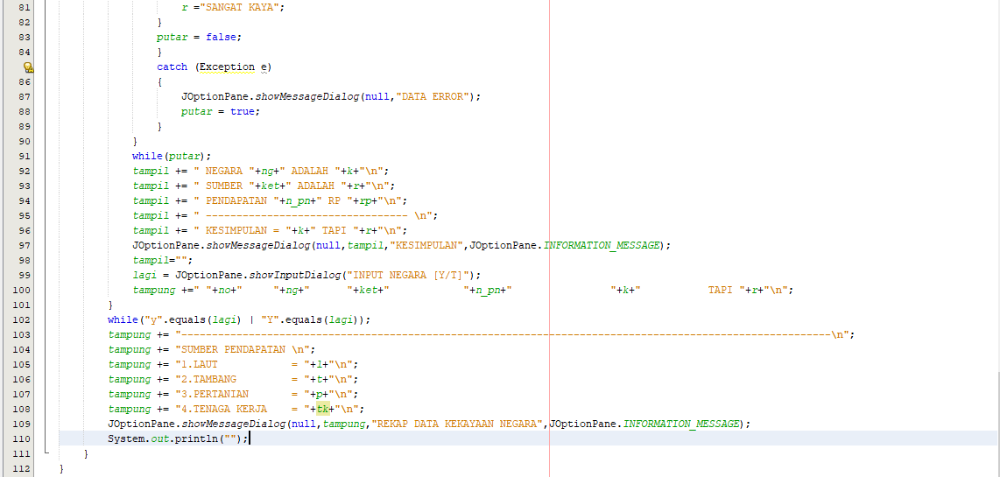 81 r ="SANGAT KAYA";
82 }
83 putar = false;
84 }
catch (Exception e)
86 {
87 JOptionPane.showMessageDialog(null,"DATA ERROR");
88 putar = true;
89 }
90 }
91 while(putar);
92 tampil += " NEGARA "+ng+" ADALAH "+k+"\n";
93 tampil += " SUMBER "+ket+" ADALAH "+r+"\n";
94 tampil += " PENDAPATAN "+n_pn+" RP "+rp+"\n";
95 tampil += " --------------------------------- \n";
96 tampil += " KESIMPULAN = "+k+" TAPI "+r+"\n";
97 JOptionPane.showMessageDialog(null,tampil,"KESIMPULAN",JOptionPane.INFORMATION_MESSAGE);
98 tampil="";
99 lagi = JOptionPane.showInputDialog("INPUT NEGARA [Y/T]");
100 tampung +=" "+no+"     "+ng+"      "+ket+"            "+n_pn+"                "+k+"           TAPI "+r+"\n";
101 }
102 while("y".equals(lagi) | "Y".equals(lagi));
103 tampung += "----------------------------------------------------------------------------------------------------------\n";
104 tampung += "SUMBER PENDAPATAN \n";
105 tampung += "1.LAUT            = "+l+"\n";
106 tampung += "2.TAMBANG         = "+t+"\n";
107 tampung += "3.PERTANIAN       = "+p+"\n";
108 tampung += "4.TENAGA KERJA    = "+tk+"\n";
109 JOptionPane.showMessageDialog(null,tampung,"REKAP DATA KEKAYAAN NEGARA",JOptionPane.INFORMATION_MESSAGE);
110 System.out.println("");
111 }
112 }